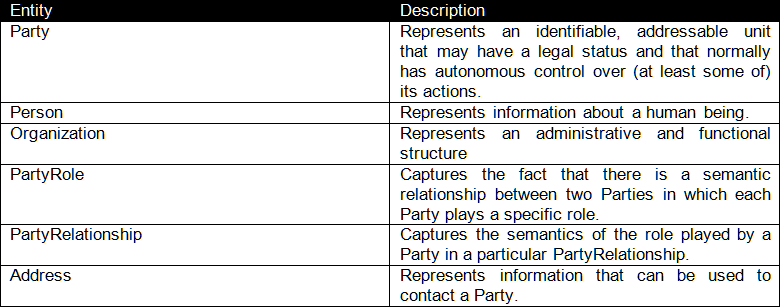 Entity Description
Party Represents an identifiable, addressable unit
that may have a legal status and that normally
has autonomous control over (at least some of)
its actions.
Person Represents information about a human being.
Organization Represents an administrative and functional
structure
PartyRole Captures the fact that there is a semantic
relationship between two Parties in which each
Party plays a specific role.
PartyRelationship Captures the semantics of the role played by a
Party in a particular PartyRelationship.
Address Represents information that can be used to
contact a Party.